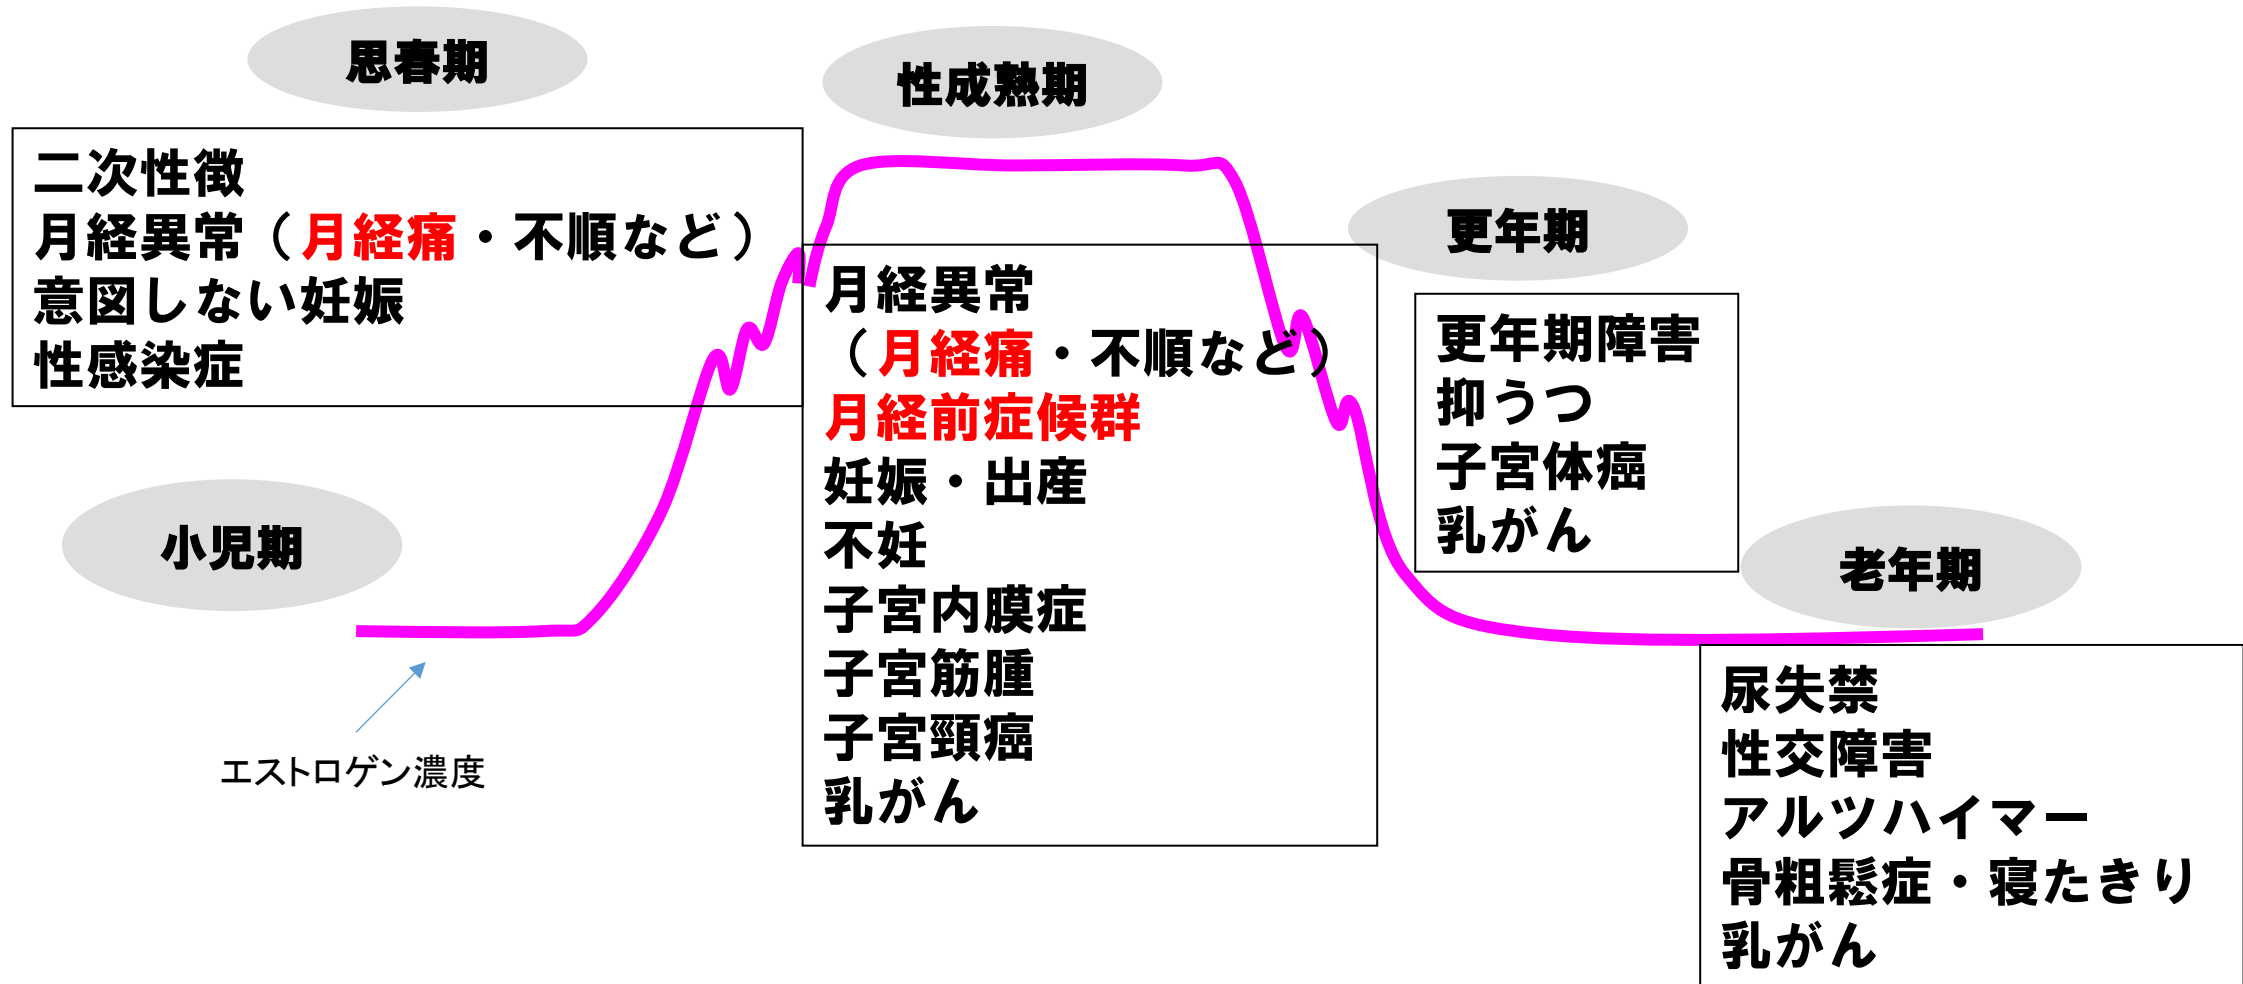 思春期
二次性徴
月経異常（月経痛・不順など）
意図しない妊娠
性感染症
性成熟期
月経異常
（月経痛・不順など）
月経前症候群
妊娠・出産
不妊
子宮内膜症
子宮筋腫
子宮頸癌
乳がん
更年期
更年期障害
抑うつ
子宮体癌
乳がん
小児期
エストロゲン濃度
老年期
尿失禁
性交障害
アルツハイマー
骨粗鬆症・寝たきり
乳がん